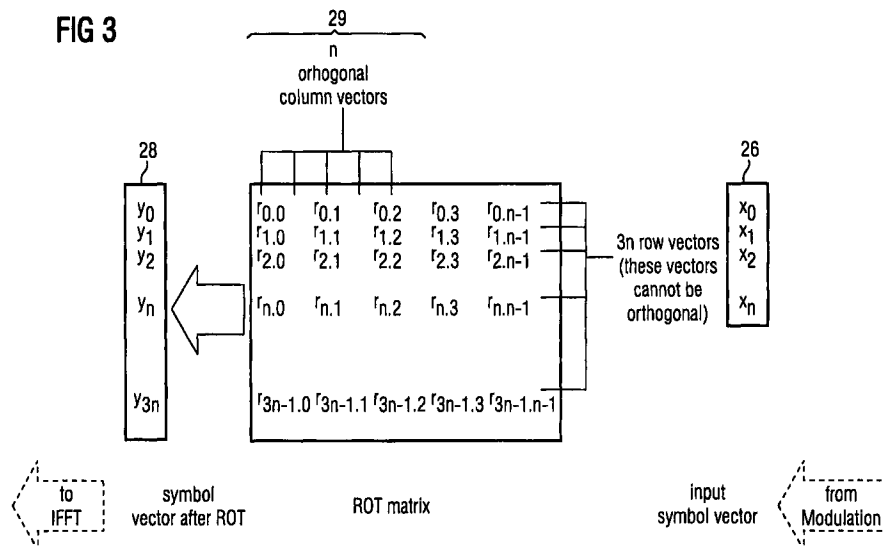 FIG 3
29
n
orhogonal
column vectors
28
26
y0 r0.0 r0.1 r0.2 r0.3 r0.n-1 x0
y1 r1.0 r1.1 r1.2 r1.3 r1.n-1 x1
y2 r2.0 r2.1 r2.2 r2.3 r2.n-1 x2
3n row vectors
(these vectors
cannot be
orthogonal)
yn rn.0 rn.1 rn.2 rn.3 rn.n-1 xn
y3n r3n-1.0 r3n-1.1 r3n-1.2 r3n-1.3 r3n-1.n-1
to
IFFT
symbol
vector after ROT
ROT matrix
input
symbol vector
from
Modulation